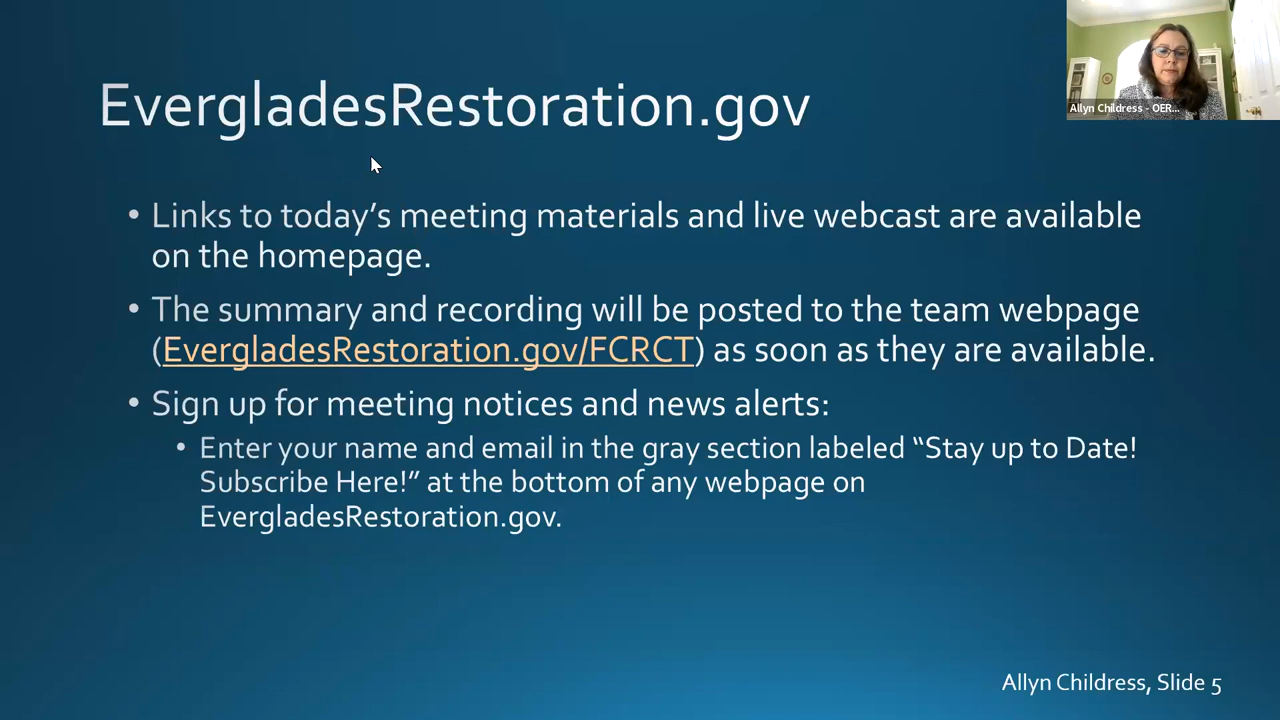 EvergladesRestoration.gov
Allyn Childress - OER...
• Links to today’s meeting materials and live webcast are available
on the homepage.
• The summary and recording will be posted to the team webpage
(EvergladesRestoration.gov/FCRCT) as soon as they are available.
• Sign up for meeting notices and news alerts:
• Enter your name and email in the gray section labeled “Stay up to Date!
Subscribe Here!” at the bottom of any webpage on
EvergladesRestoration.gov.
Allyn Childress, Slide 5